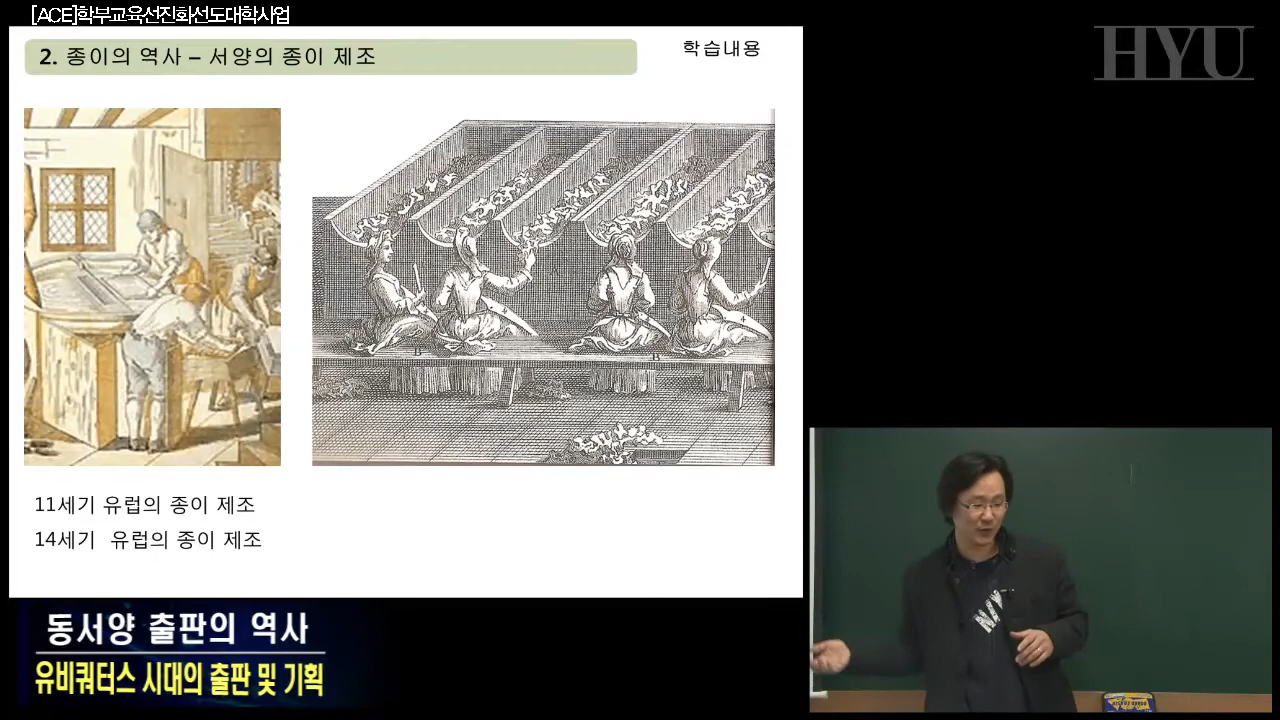 [ACE]학부교육선진화선도대학사업
HYU
2. 종이의 역사 – 서양의 종이 제조
학습내용
4
4
B
B
11세기 유럽의 종이 제조
14세기 유럽의 종이 제조
동서양 출판의 역사
유비쿼터스 시대의 출판 및 기획